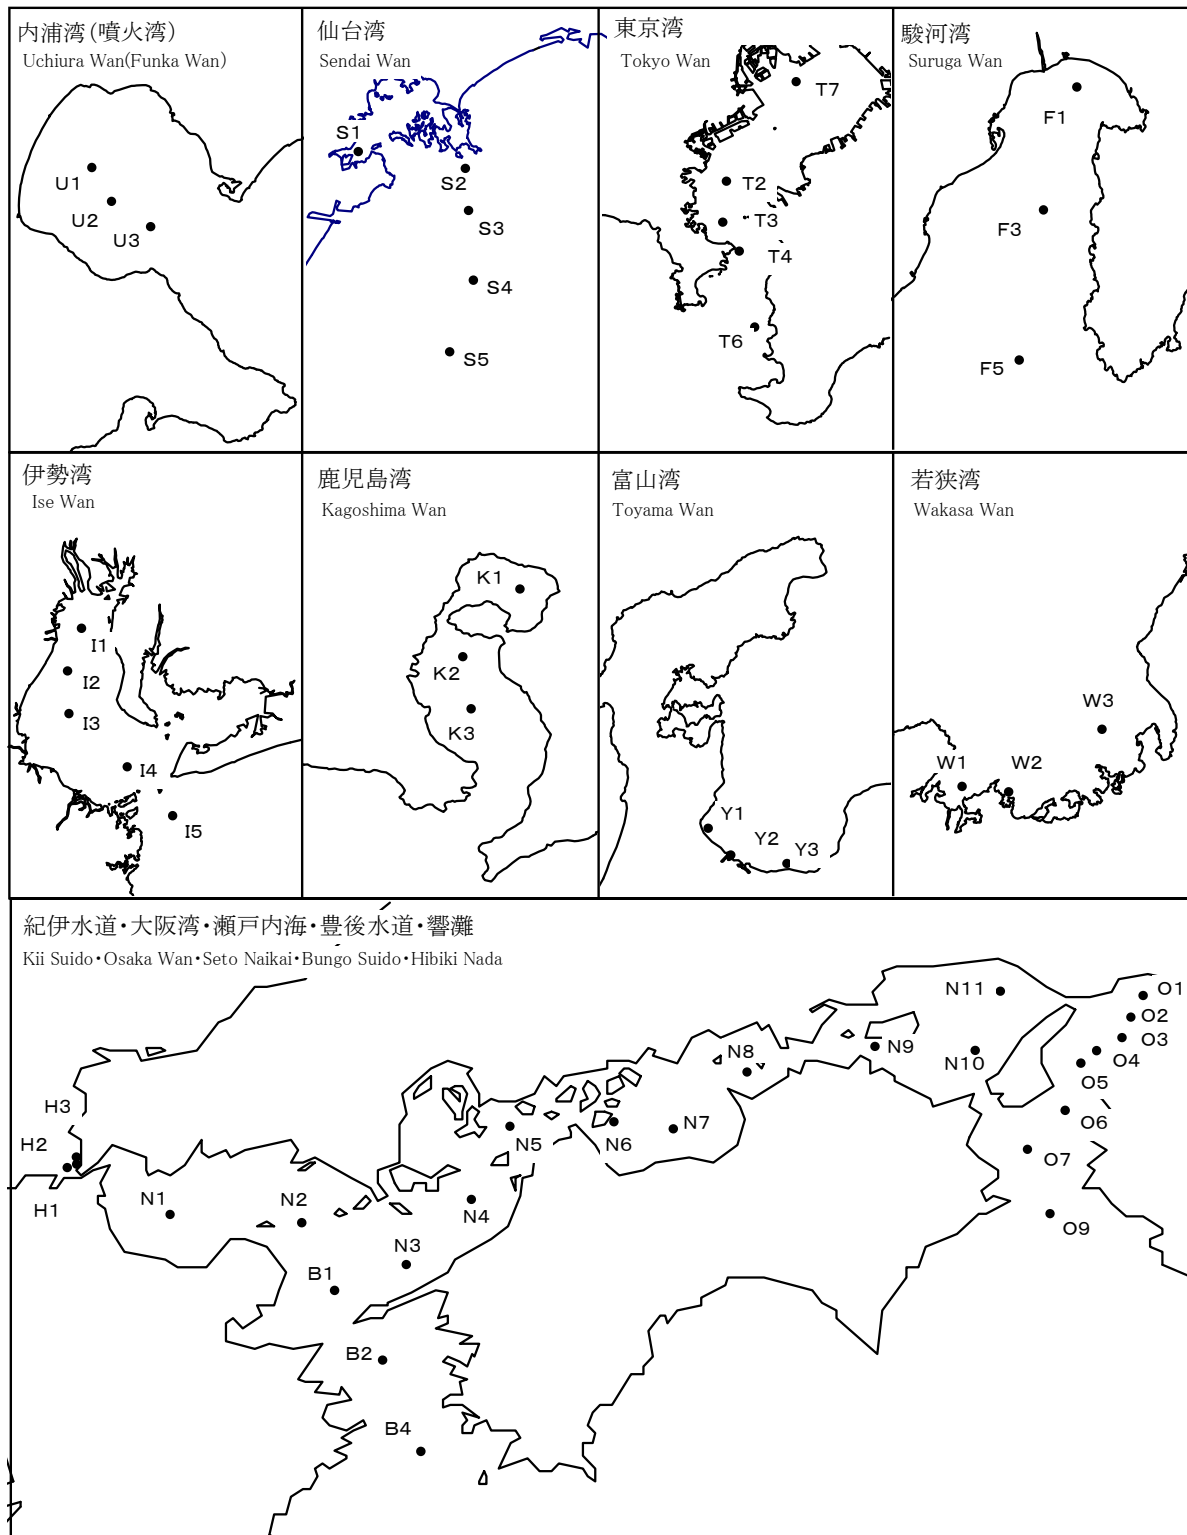 内浦湾(噴火湾)
Uchiura Wan(Funka Wan)
U1
U2
U3
仙台湾
Sendai Wan
S1
S2
S3
S4
S5
東京湾
Tokyo Wan
T7
T2
T3
T4
T6
駿河湾
Suruga Wan
F1
F3
F5
伊勢湾
Ise Wan
I1
I2
I3
I4
I5
鹿児島湾
Kagoshima Wan
K1
K2
K3
富山湾
Toyama Wan
Y1
Y2
Y3
若狭湾
Wakasa Wan
W3
W1
W2
紀伊水道・大阪湾・瀬戸内海・豊後水道・響灘
Kii Suido・Osaka Wan・Seto Naikai・Bungo Suido・Hibiki Nada
N11
O1
O2
O3
N9
N8
N10
O4
O5
H3
O6
H2
N5
N6
N7
O7
H1
N1
N2
N4
O9
N3
B1
B2
B4